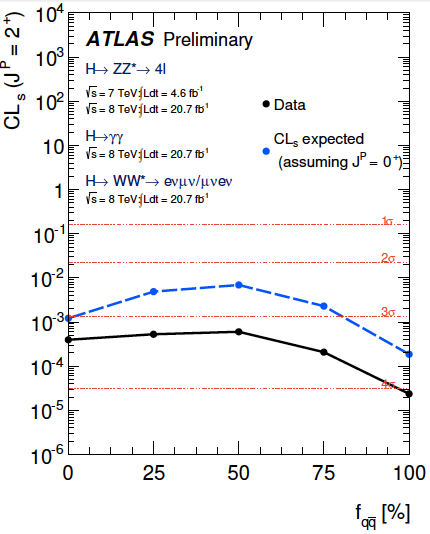 ATLAS Preliminary
H→ ZZ*→ 4l
√s = 7 TeV:∫Ldt = 4.6 fb⁻¹
√s = 8 TeV:∫Ldt = 20.7 fb⁻¹
H→γγ
√s = 8 TeV:∫Ldt = 20.7 fb⁻¹
H→ WW*→ eνμν/μνeν
√s = 8 TeV:∫Ldt = 20.7 fb⁻¹
Data
CLₛ expected
(assuming Jᴾ = 0⁺)
CLₛ (Jᴾ = 2⁺)
10⁴
10³
10²
10
1
10⁻¹
10⁻²
10⁻³
10⁻⁴
10⁻⁵
10⁻⁶
1σ
2σ
3σ
4σ
0 25 50 75 100
f_qq̄ [%]